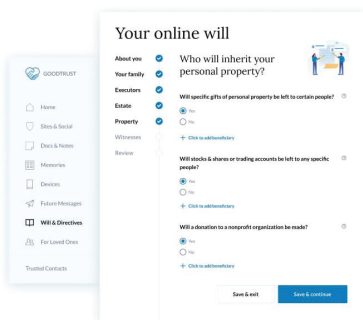 Your online will
GOODTRUST
Home
Sites & Social
Docs & Notes
Memories
Devices
Future Messages
Will & Directives
For Loved Ones
Trusted Contacts
About you
Your family
Executors
Estate
Property
Witnesses
Review
Who will inherit your
personal property?
Will specific gifts of personal property be left to certain people?
Yes
No
+ Click to add beneficiary
Will stocks & shares or trading accounts be left to any specific
people?
Yes
No
+ Click to add beneficiary
Will a donation to a nonprofit organization be made?
Yes
No
+ Click to add beneficiary
Save & exit
Save & continue